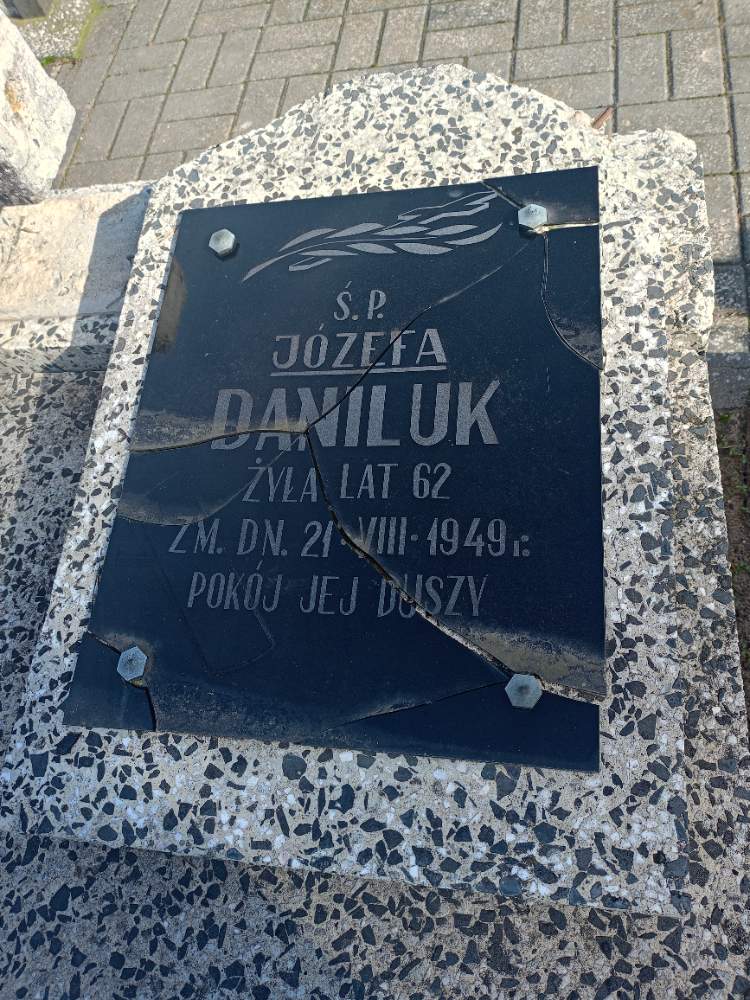 Ś. P.
JÓZEFA
DANILUK
ŻYŁA LAT 62
ZM. DN. 21·VIII·1949 r.
POKÓJ JEJ DUSZY